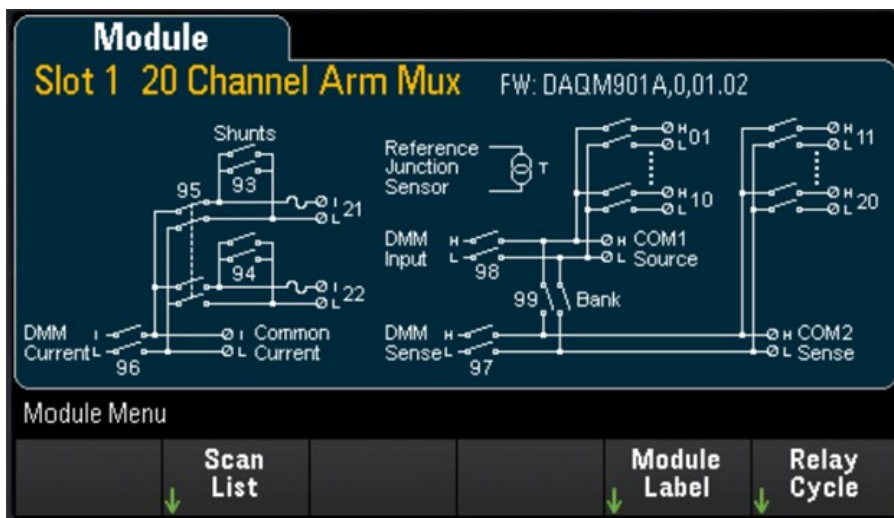 Module
Slot 1 20 Channel Arm Mux FW: DAQM901A,0,01.02
Shunts
93
95
I
L 21
94
I
L 22
DMM I
Current L
96
I Common
L Current
Reference
Junction
Sensor
T
H
L 01
H
L 10
H
L 11
H
L 20
DMM H
Input L
98
H COM1
L Source
99 Bank
DMM H
Sense L
97
H COM2
L Sense
Module Menu
Scan
List
Module
Label
Relay
Cycle